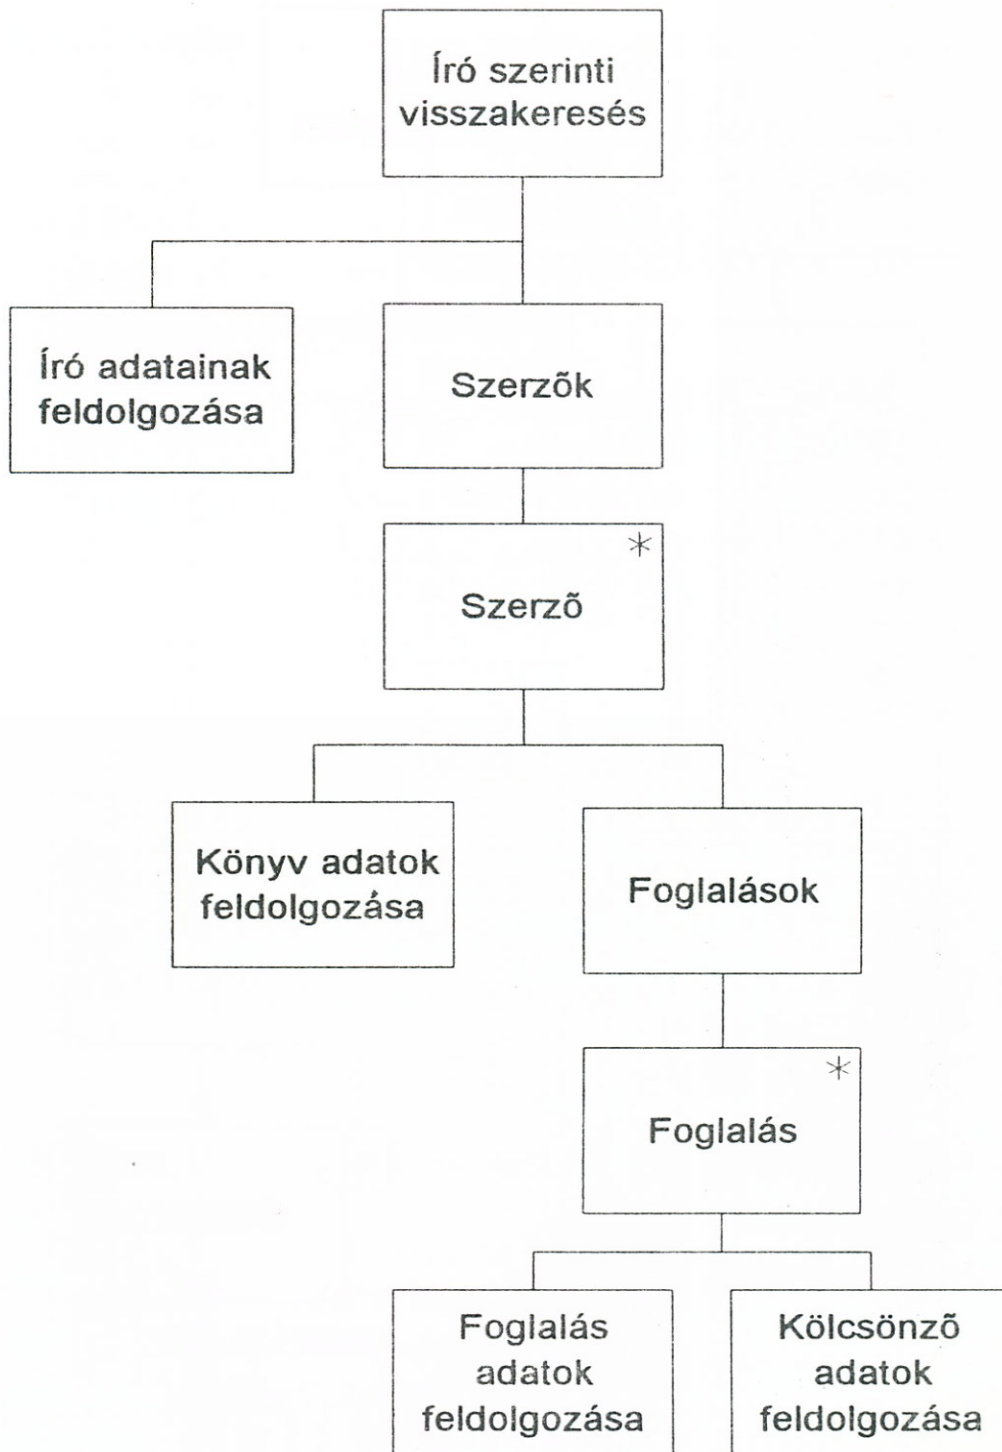 Író szerinti
visszakeresés
Író adatainak
feldolgozása
Szerzõk
*
Szerzõ
Könyv adatok
feldolgozása
Foglalások
*
Foglalás
Foglalás
adatok
feldolgozása
Kölcsönzõ
adatok
feldolgozása